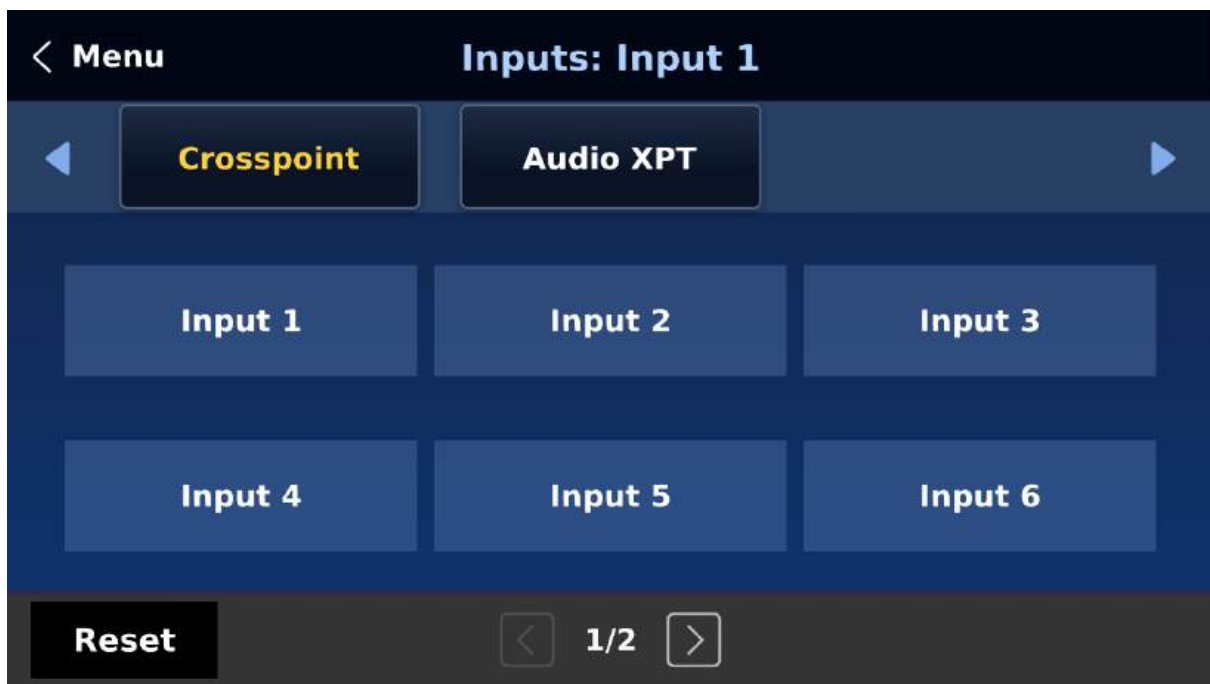 Menu
Inputs: Input 1
Crosspoint
Audio XPT
Input 1
Input 2
Input 3
Input 4
Input 5
Input 6
Reset
1/2